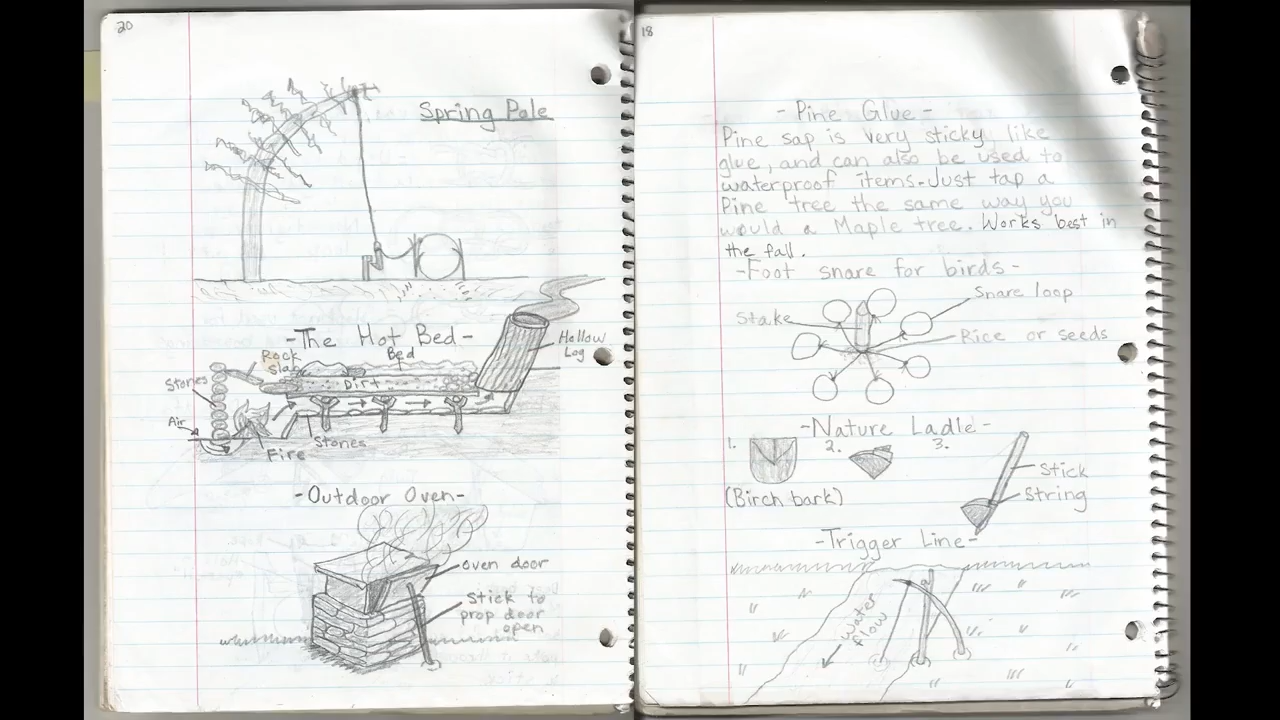 20
Spring Pole
-The Hot Bed-
Rock
slab
Bed
Hollow
Log
Stones
Dirt
Air
Stones
Fire
-Outdoor Oven-
oven door
Stick to
prop door
open
18
-Pine Glue-
Pine sap is very sticky, like
glue, and can also be used to
waterproof items. Just tap a
Pine tree the same way you
would a Maple tree. Works best in
the fall.
-Foot snare for birds-
Snare loop
Stake
Rice or seeds
-Nature Ladle-
1.
2.
3.
Stick
(Birch bark)
String
-Trigger Line-
water
flow